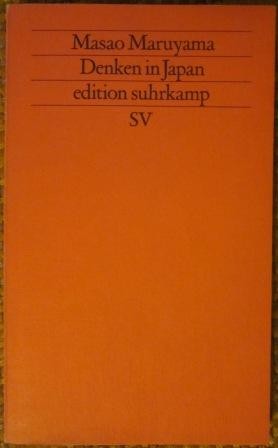 Masao Maruyama
Denken in Japan
edition suhrkamp
SV